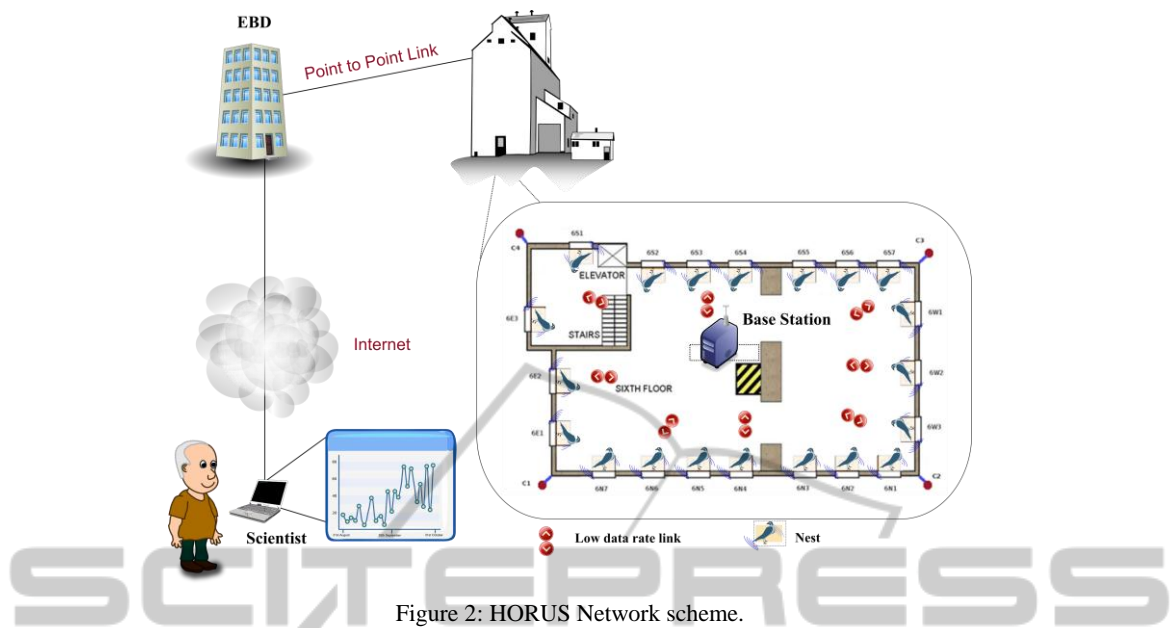 EBD
Point to Point Link
Internet
Scientist
C4
6S1
6S2
6S3
6S4
6S5
6S6
6S7
C3
ELEVATOR
6E3
STAIRS
Base Station
6W1
6E2
SIXTH FLOOR
6W2
6E1
6W3
C1
6N7
6N6
6N5
6N4
6N3
6N2
6N1
C2
Low data rate link
Nest
SCITEPRESS
Figure 2: HORUS Network scheme.